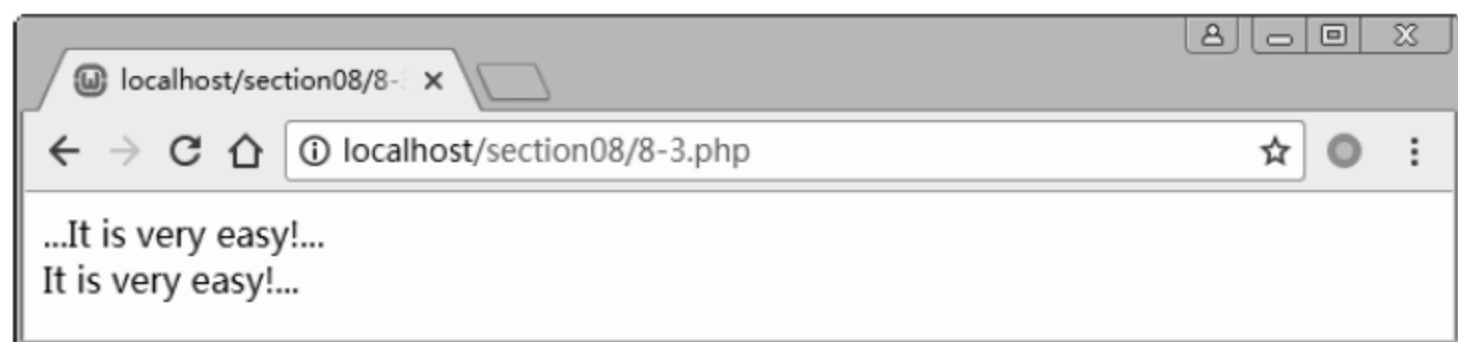 localhost/section08/8-
localhost/section08/8-3.php
...It is very easy!...
It is very easy!...